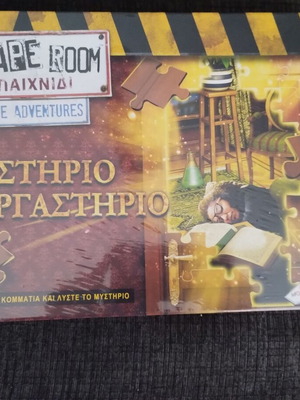 APE ROOM
ΠΑΙΧΝΙΔΙ
E ADVENTURES
ΣΤΗΡΙΟ
ΡΓΑΣΤΗΡΙΟ
ΚΟΜΜΑΤΙΑ ΚΑΙ ΛΥΣΤΕ ΤΟ ΜΥΣΤΗΡΙΟ